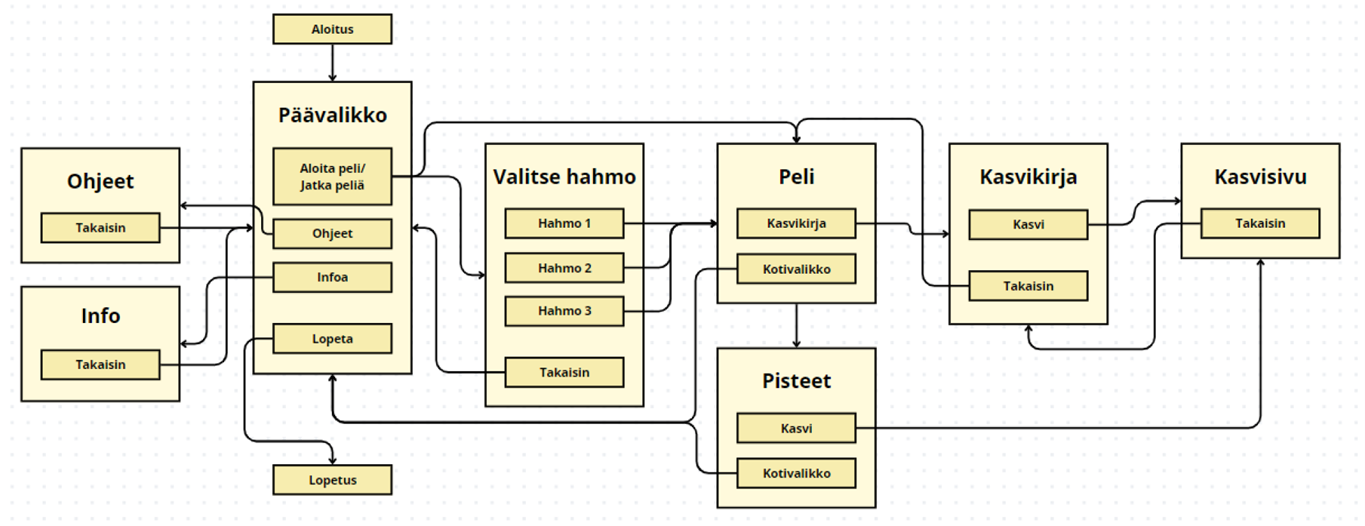 Aloitus
Päävalikko
Aloita peli/
Jatka peliä
Ohjeet
Infoa
Lopeta
Ohjeet
Takaisin
Info
Takaisin
Lopetus
Valitse hahmo
Hahmo 1
Hahmo 2
Hahmo 3
Takaisin
Peli
Kasvikirja
Kotivalikko
Pisteet
Kasvi
Kotivalikko
Kasvikirja
Kasvi
Takaisin
Kasvisivu
Takaisin